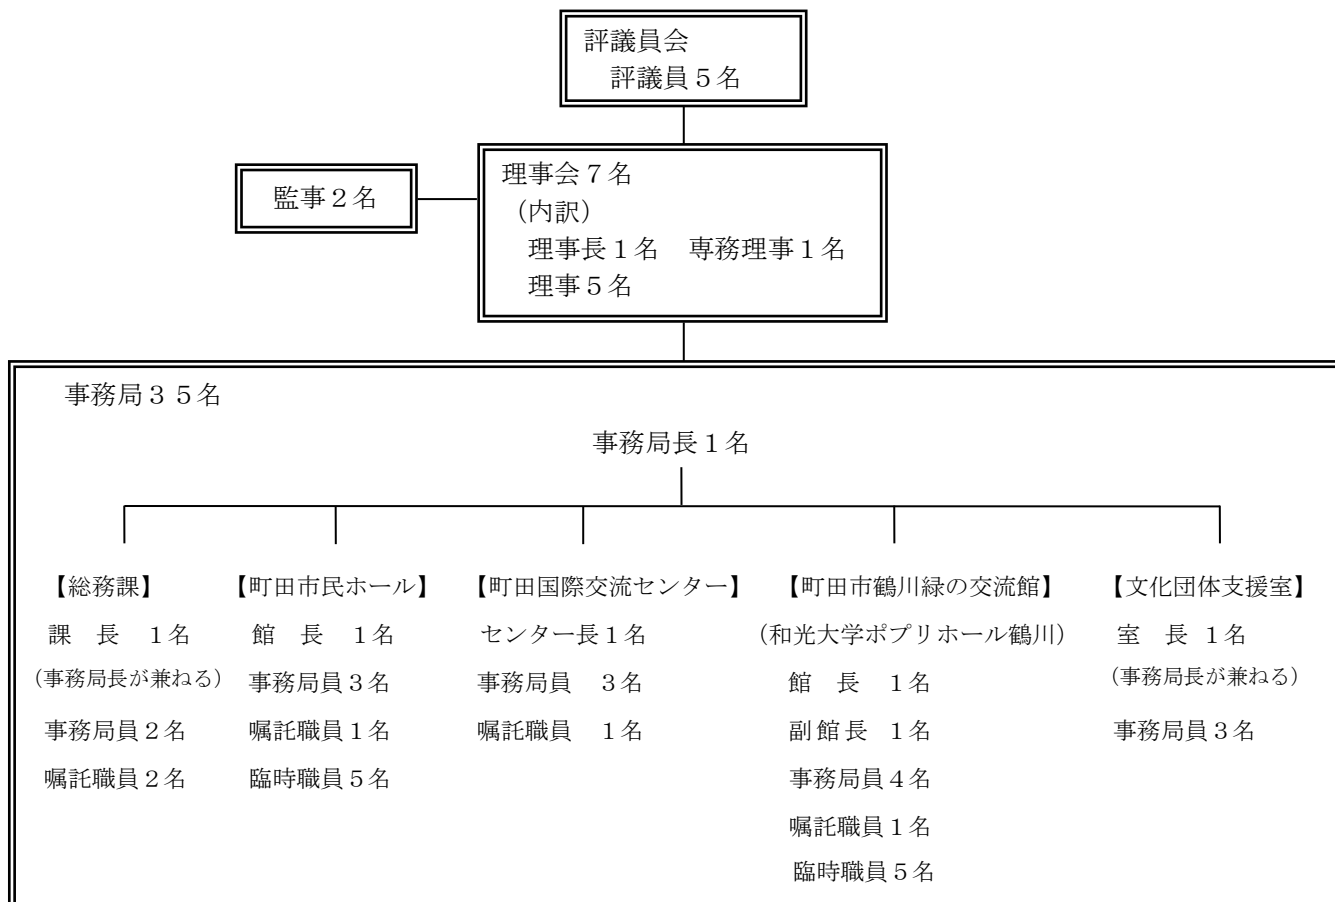 評議員会
評議員５名
監事２名
理事会７名
（内訳）
理事長１名　専務理事１名
理事５名
事務局３５名
事務局長１名
【総務課】
課　長　１名
（事務局長が兼ねる）
事務局員２名
嘱託職員２名
【町田市民ホール】
館　長　１名
事務局員３名
嘱託職員１名
臨時職員５名
【町田国際交流センター】
センター長１名
事務局員　３名
嘱託職員　１名
【町田市鶴川緑の交流館】
（和光大学ポプリホール鶴川）
館　長　１名
副館長　１名
事務局員４名
嘱託職員１名
臨時職員５名
【文化団体支援室】
室　長　１名
（事務局長が兼ねる）
事務局員３名